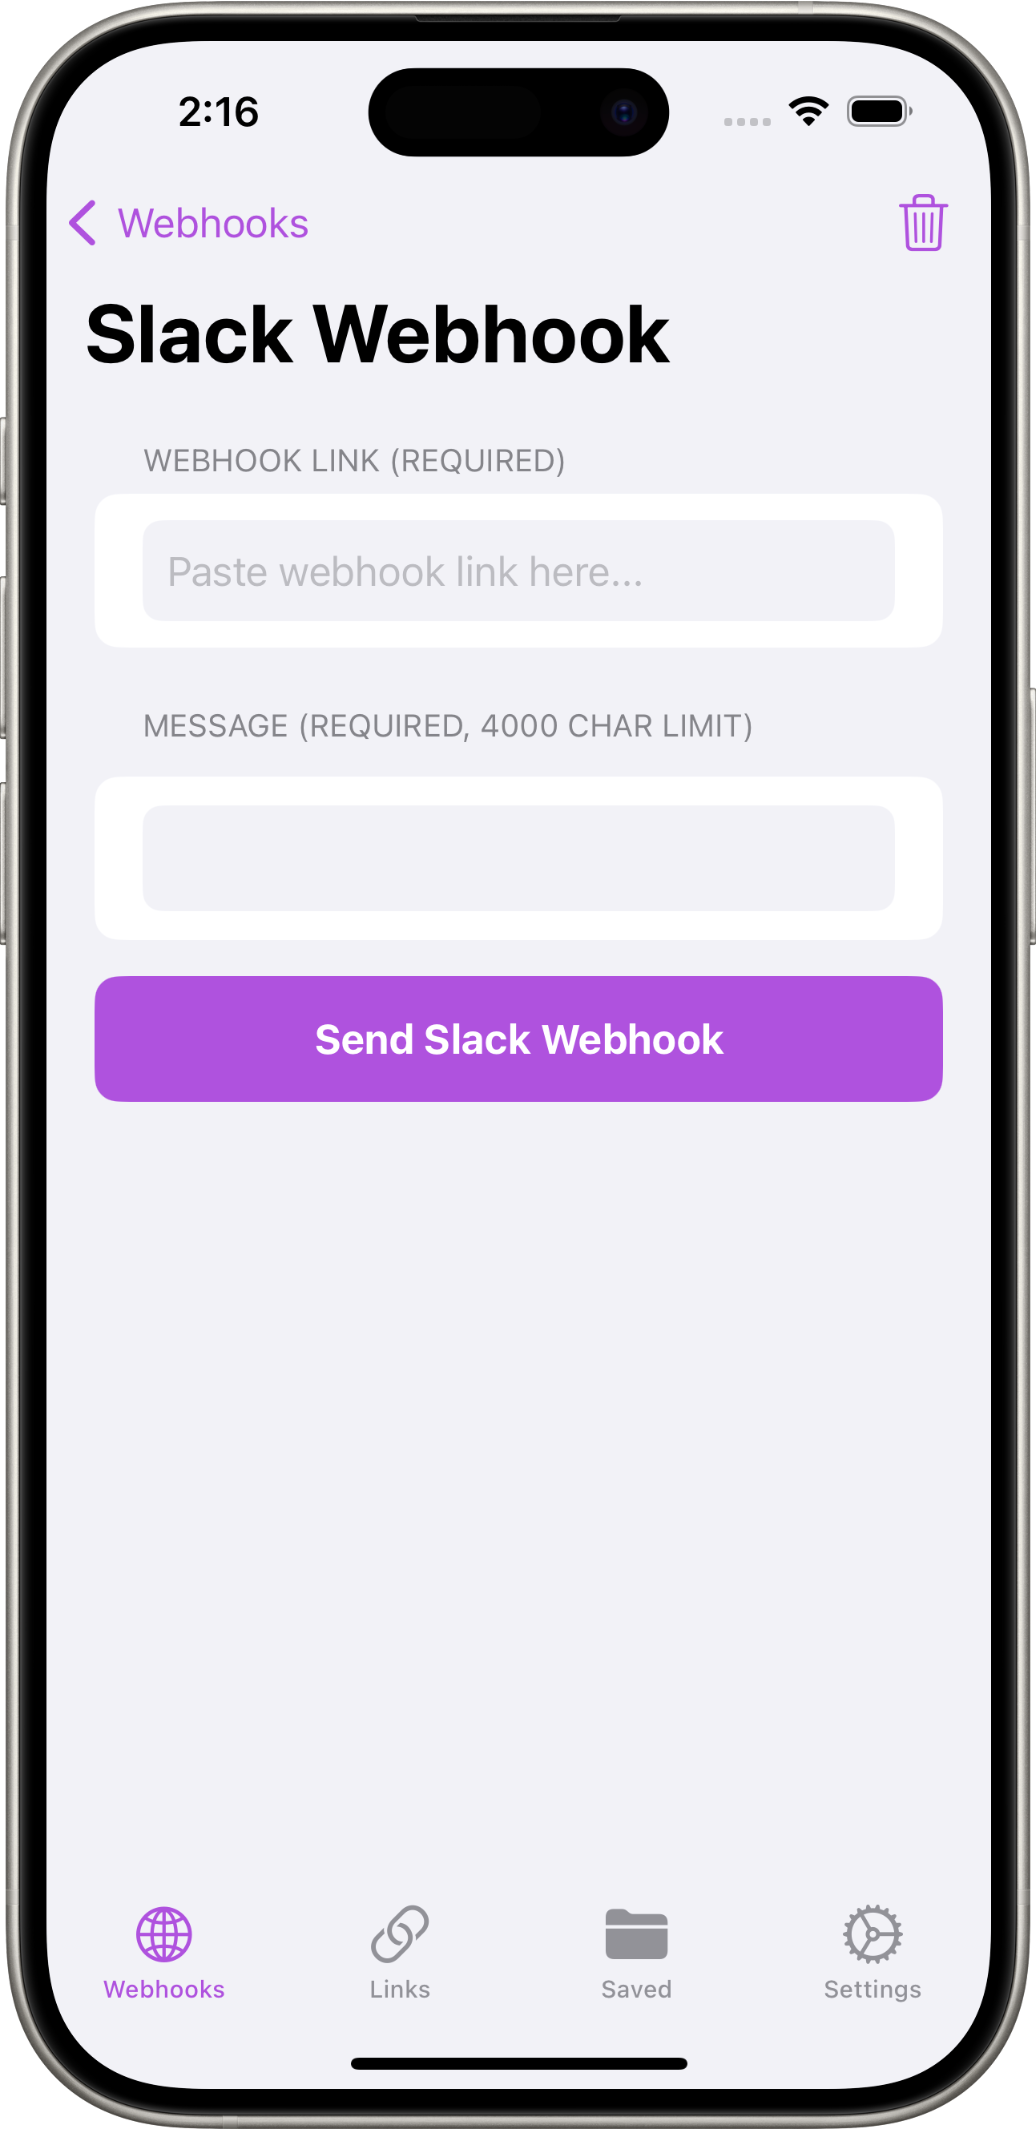 2:16
Webhooks
Slack Webhook
WEBHOOK LINK (REQUIRED)
Paste webhook link here...
MESSAGE (REQUIRED, 4000 CHAR LIMIT)
Send Slack Webhook
Webhooks
Links
Saved
Settings